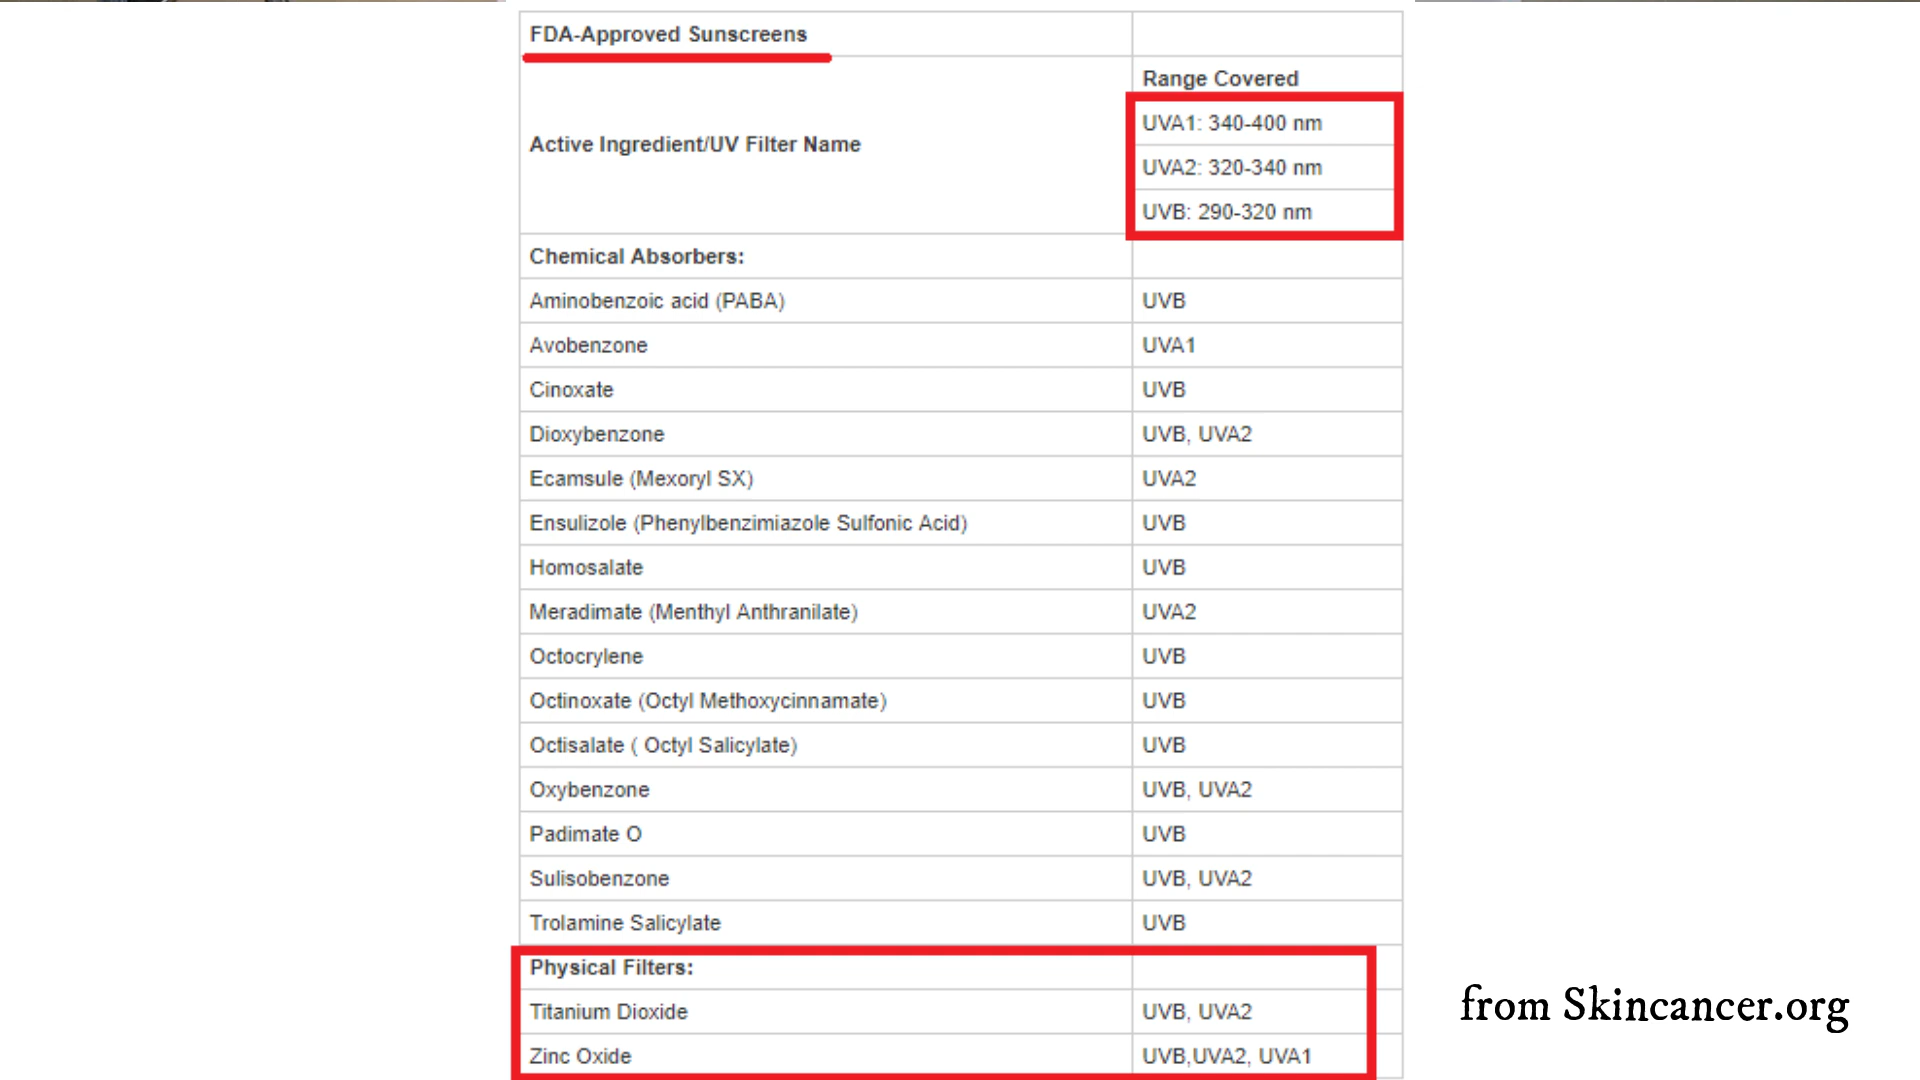 FDA-Approved Sunscreens
Range Covered
Active Ingredient/UV Filter Name
UVA1: 340-400 nm
UVA2: 320-340 nm
UVB: 290-320 nm
Chemical Absorbers:
Aminobenzoic acid (PABA) UVB
Avobenzone UVA1
Cinoxate UVB
Dioxybenzone UVB, UVA2
Ecamsule (Mexoryl SX) UVA2
Ensulizole (Phenylbenzimiazole Sulfonic Acid) UVB
Homosalate UVB
Meradimate (Menthyl Anthranilate) UVA2
Octocrylene UVB
Octinoxate (Octyl Methoxycinnamate) UVB
Octisalate ( Octyl Salicylate) UVB
Oxybenzone UVB, UVA2
Padimate O UVB
Sulisobenzone UVB, UVA2
Trolamine Salicylate UVB
Physical Filters:
Titanium Dioxide UVB, UVA2
Zinc Oxide UVB,UVA2, UVA1
from Skincancer.org